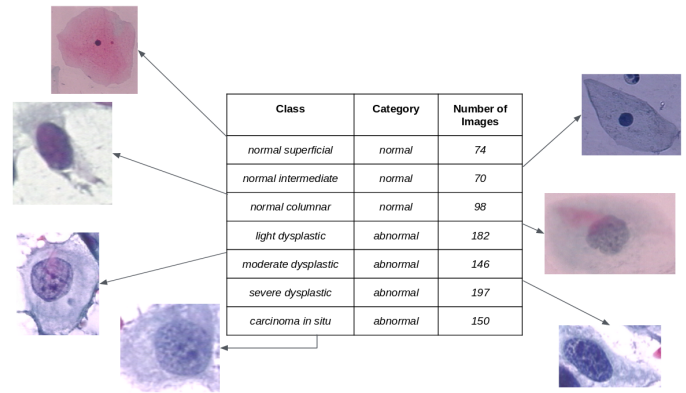 Class Category Number of Images
normal superficial normal 74
normal intermediate normal 70
normal columnar normal 98
light dysplastic abnormal 182
moderate dysplastic abnormal 146
severe dysplastic abnormal 197
carcinoma in situ abnormal 150